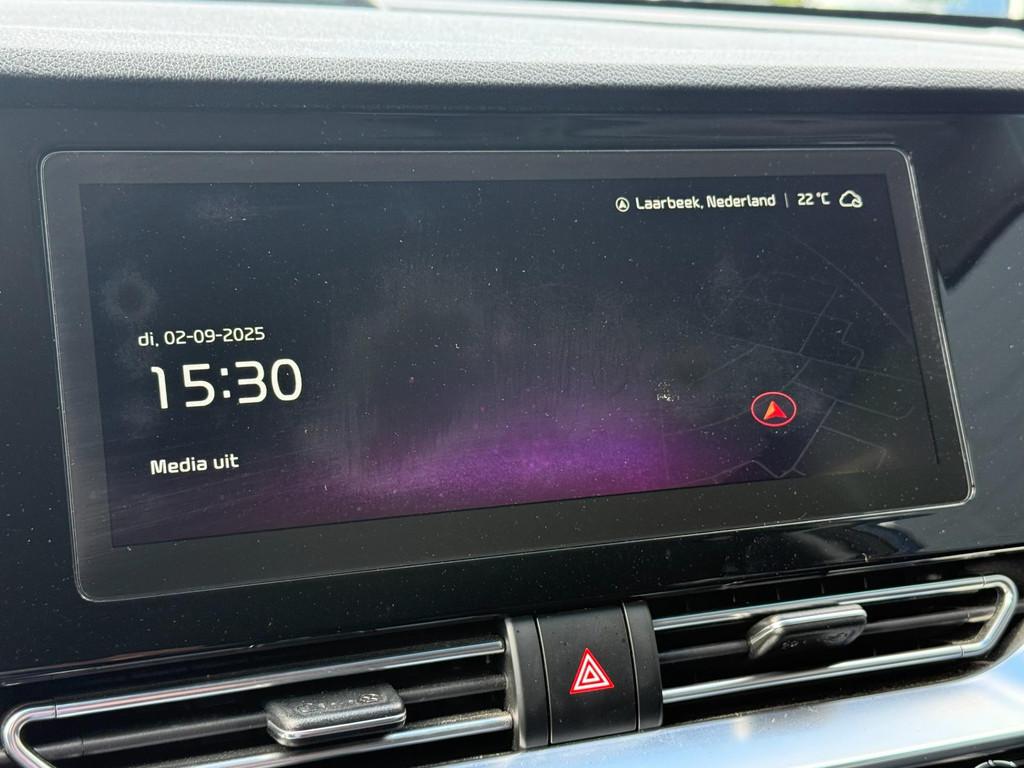 Laarbeek, Nederland | 22 °C
di, 02-09-2025
15:30
Media uit